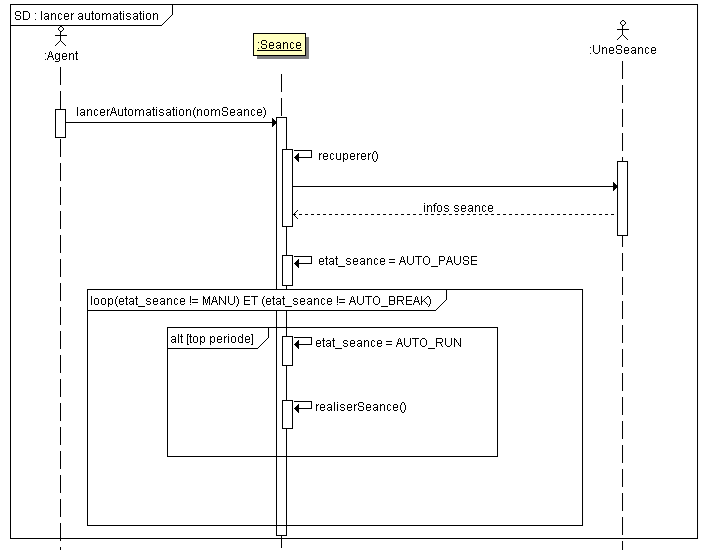 SD : lancer automatisation
:Agent
:Seance
:UneSeance
lancerAutomatisation(nomSeance)
recuperer()
infos seance
etat_seance = AUTO_PAUSE
loop(etat_seance != MANU) ET (etat_seance != AUTO_BREAK)
alt [top periode]
etat_seance = AUTO_RUN
realiserSeance()